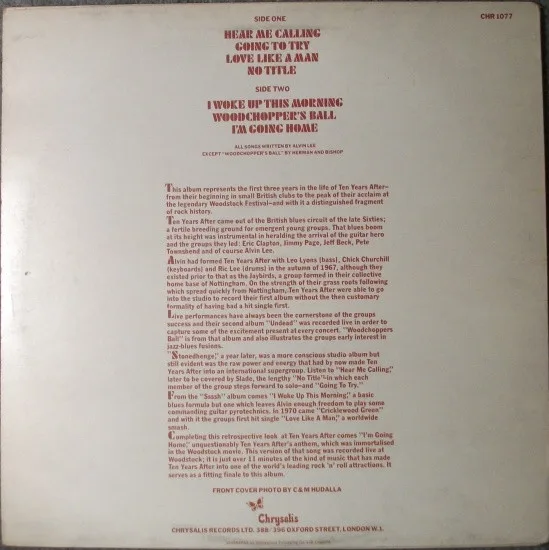 SIDE ONE
CHR 1077
HEAR ME CALLING
GOING TO TRY
LOVE LIKE A MAN
NO TITLE
SIDE TWO
I WOKE UP THIS MORNING
WOODCHOPPER'S BALL
I'M GOING HOME
ALL SONGS WRITTEN BY ALVIN LEE
EXCEPT "WOODCHOPPER'S BALL" BY HERMAN AND BISHOP
This album represents the first three years in the life of Ten Years After—
from their beginning in small British clubs to the peak of their acclaim at
the legendary Woodstock Festival—and with it a distinguished fragment
of rock history.
Ten Years After came out of the British blues circuit of the late Sixties;
a fertile breeding ground for emergent young groups. That blues boom
at its height was instrumental in heralding the arrival of the guitar hero
and the groups they led: Eric Clapton, Jimmy Page, Jeff Beck, Pete
Townshend and of course Alvin Lee.
Alvin had formed Ten Years After with Leo Lyons (bass), Chick Churchill
(keyboards) and Ric Lee (drums) in the autumn of 1967, although they
existed prior to that as the Jaybirds, a group formed in their collective
home base of Nottingham. On the strength of their grass roots following
which spread quickly from Nottingham, Ten Years After were able to go
into the studio to record their first album without the then customary
formality of having had a hit single first.
Live performances have always been the cornerstone of the groups
success and their second album "Undead" was recorded live in order to
capture some of the excitement present at every concert. "Woodchoppers
Ball" is from that album and also illustrates the groups early interest in
jazz-blues fusions.
"Stonedhenge," a year later, was a more conscious studio album but
still evident was the raw power and energy that had by now made Ten
Years After into an international supergroup. Listen to "Hear Me Calling,"
later to be covered by Slade, the lengthy "No Title"—in which each
member of the group steps forward to solo—and "Going To Try."
From the "Ssssh" album comes "I Woke Up This Morning," a basic
blues formula but one which leaves Alvin enough freedom to play some
commanding guitar pyrotechnics. In 1970 came "Cricklewood Green"
and with it the groups first hit single "Love Like A Man," a worldwide
smash.
Completing this retrospective look at Ten Years After comes "I'm Going
Home," unquestionably Ten Years After's anthem, which was immortalised
in the Woodstock movie. This version of that song was recorded live at
Woodstock; it is just over 11 minutes of the kind of music that has made
Ten Years After into one of the world's leading rock 'n' roll attractions. It
serves as a fitting finale to this album.
FRONT COVER PHOTO BY C & M HUDALLA
Chrysalis
CHRYSALIS RECORDS LTD. 388/396 OXFORD STREET, LONDON W.1.